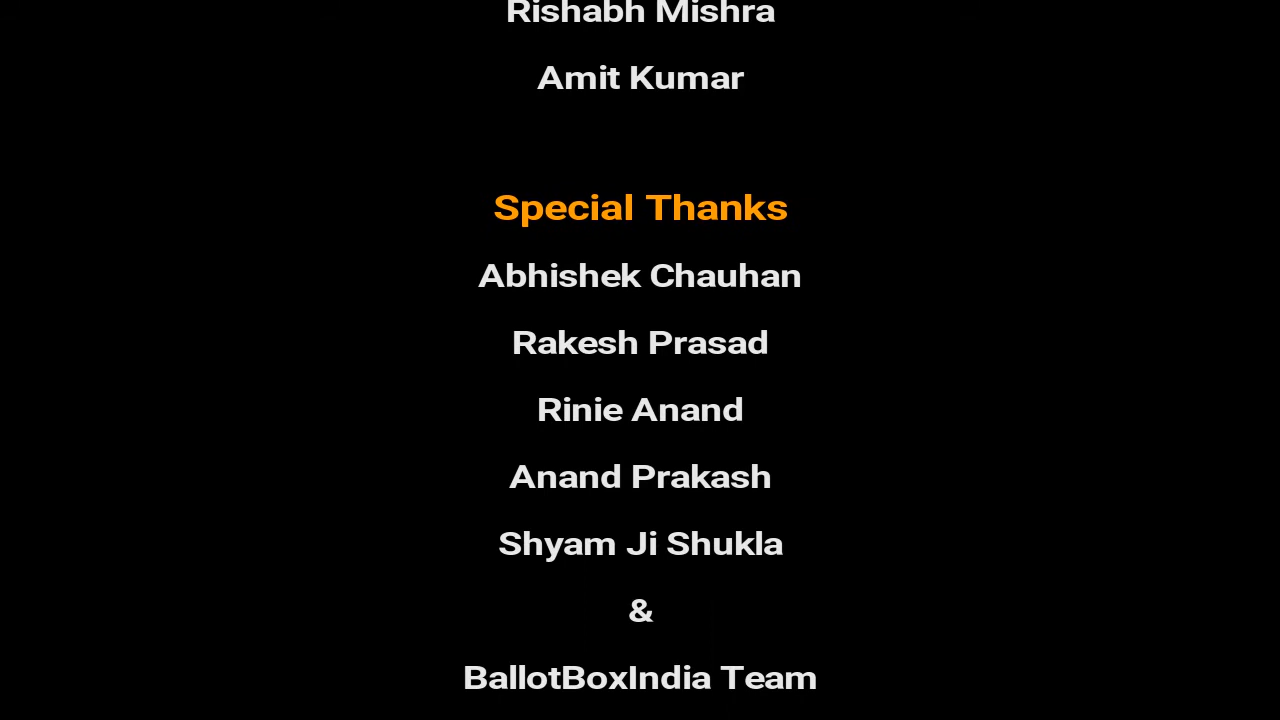 Rishabh Mishra
Amit Kumar
Special Thanks
Abhishek Chauhan
Rakesh Prasad
Rinie Anand
Anand Prakash
Shyam Ji Shukla
&
BallotBoxIndia Team